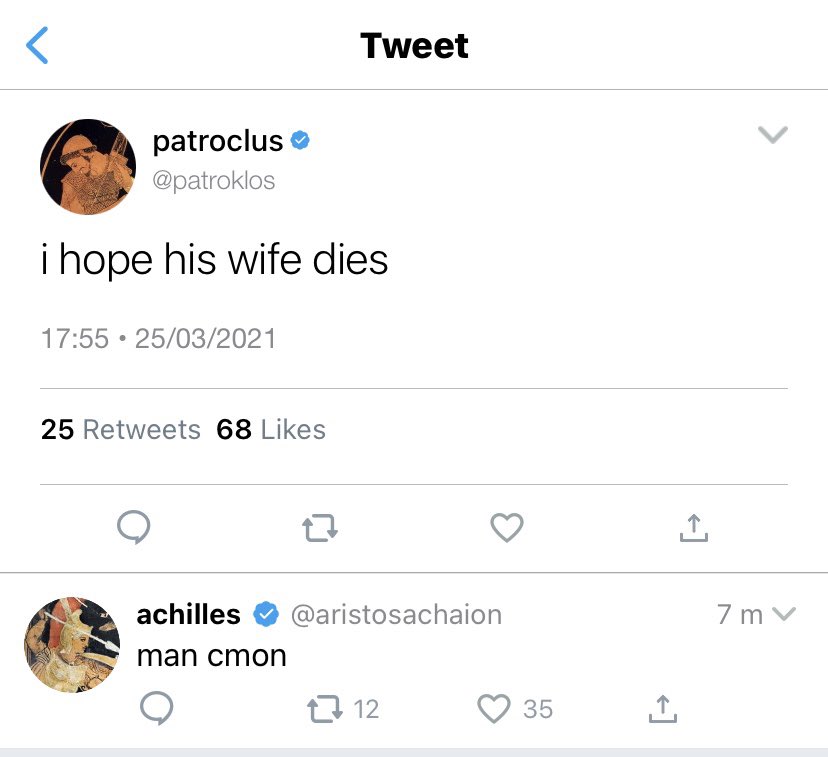 Tweet
patroclus
@patroklos
i hope his wife dies
17:55 • 25/03/2021
25 Retweets 68 Likes
achilles @aristosachaion 7 m
man cmon
12 35